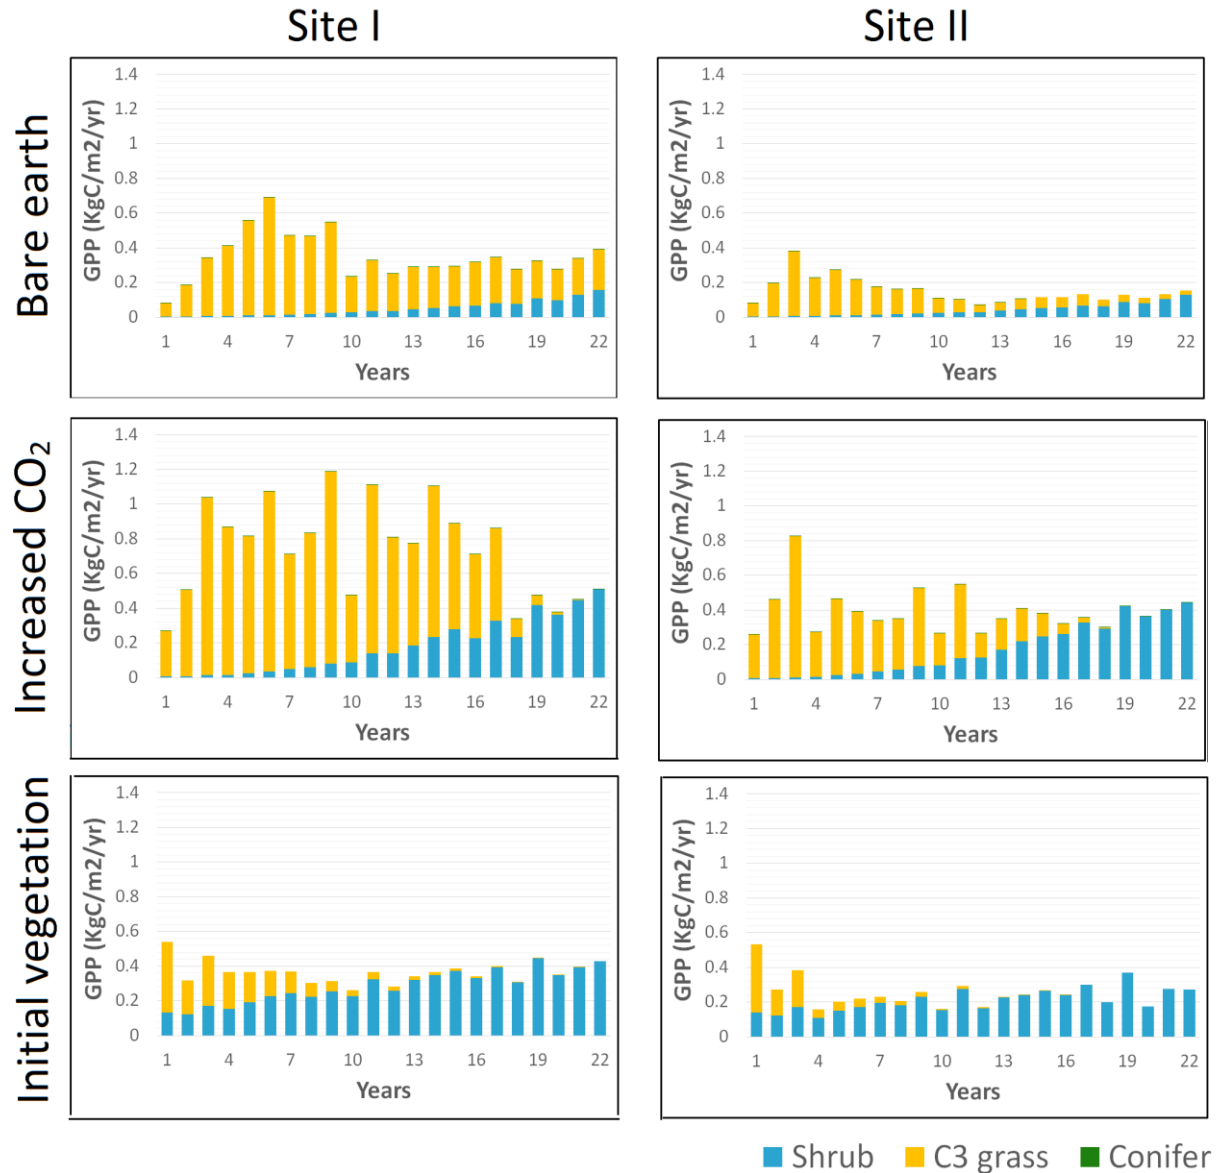 Site I
Site II
Bare earth
GPP (KgC/m2/yr)
1.4
1.2
1
0.8
0.6
0.4
0.2
0
1 4 7 10 13 16 19 22
Years
GPP (KgC/m2/yr)
1.4
1.2
1
0.8
0.6
0.4
0.2
0
1 4 7 10 13 16 19 22
Years
Increased CO₂
GPP (KgC/m2/yr)
1.4
1.2
1
0.8
0.6
0.4
0.2
0
1 4 7 10 13 16 19 22
Years
GPP (KgC/m2/yr)
1.4
1.2
1
0.8
0.6
0.4
0.2
0
1 4 7 10 13 16 19 22
Years
Initial vegetation
GPP (KgC/m2/yr)
1.4
1.2
1
0.8
0.6
0.4
0.2
0
1 4 7 10 13 16 19 22
Years
GPP (KgC/m2/yr)
1.4
1.2
1
0.8
0.6
0.4
0.2
0
1 4 7 10 13 16 19 22
Years
Shrub C3 grass Conifer